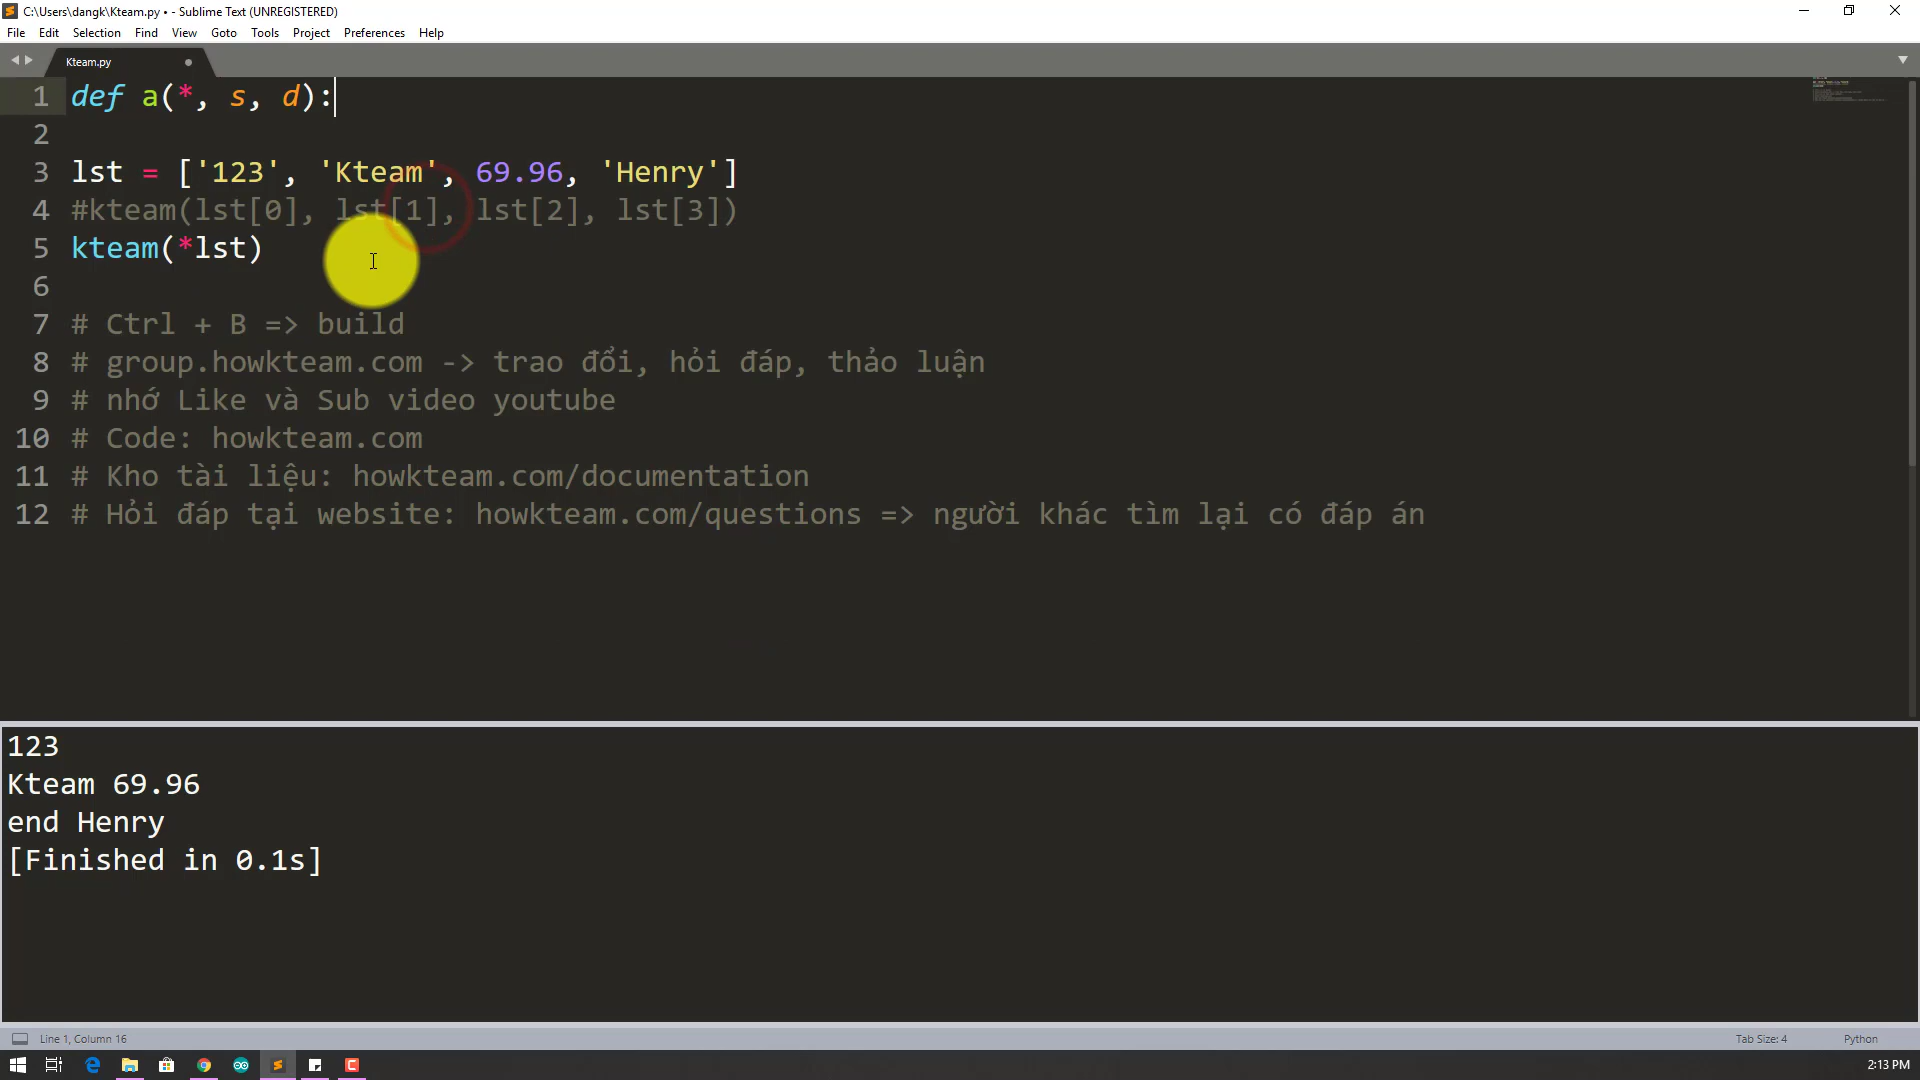 C:\Users\dangk\Kteam.py • - Sublime Text (UNREGISTERED)
File Edit Selection Find View Goto Tools Project Preferences Help
Kteam.py
1 def a(*, s, d):
2
3 lst = ['123', 'Kteam', 69.96, 'Henry']
4 #kteam(lst[0], lst[1], lst[2], lst[3])
5 kteam(*lst)
6
7 # Ctrl + B => build
8 # group.howkteam.com -> trao đổi, hỏi đáp, thảo luận
9 # nhớ Like và Sub video youtube
10 # Code: howkteam.com
11 # Kho tài liệu: howkteam.com/documentation
12 # Hỏi đáp tại website: howkteam.com/questions => người khác tìm lại có đáp án
123
Kteam 69.96
end Henry
[Finished in 0.1s]
Line 1, Column 16 Tab Size: 4 Python
2:13 PM